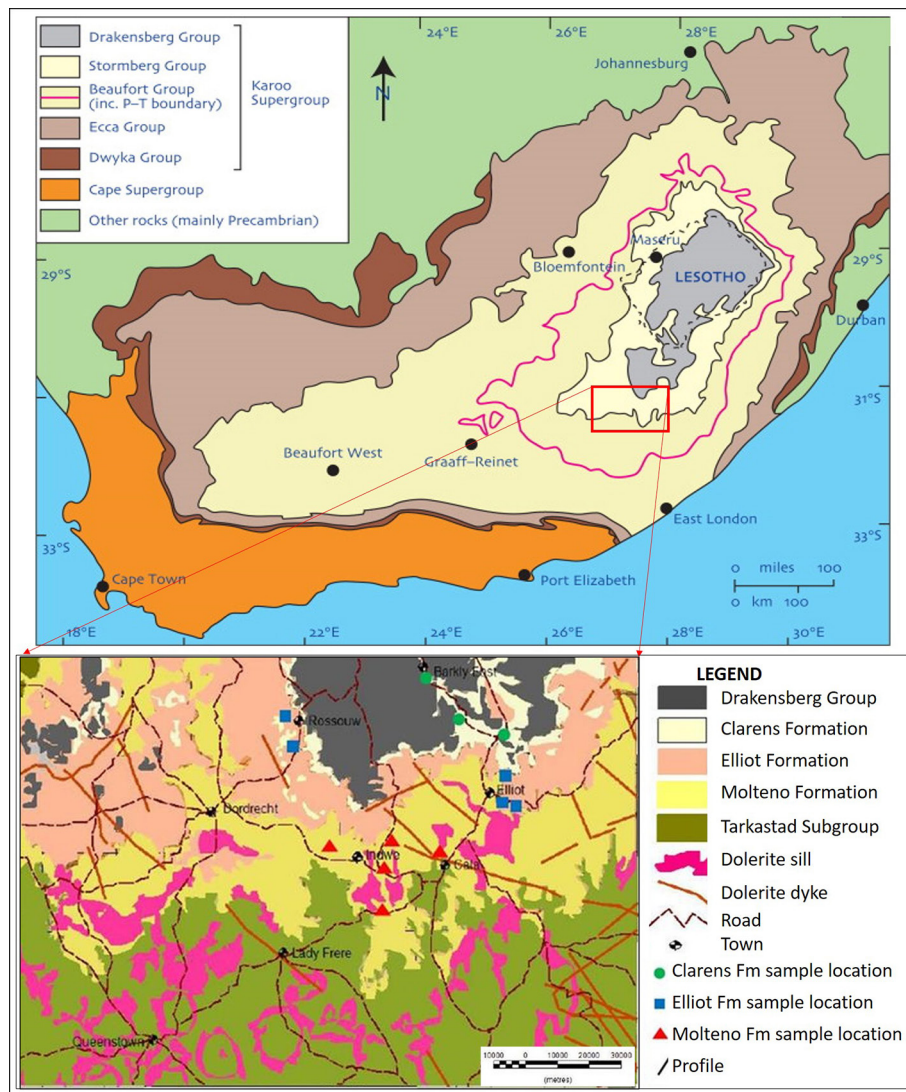 Drakensberg Group
Stormberg Group
Beaufort Group
(inc. P–T boundary)
Ecca Group
Dwyka Group
Cape Supergroup
Other rocks (mainly Precambrian)
Karoo
Supergroup
N
24°E
26°E
28°E
Johannesburg
29°S
Bloemfontein
Maseru
LESOTHO
29°S
Durban
31°S
Beaufort West
Graaff–Reinet
East London
33°S
33°S
Cape Town
Port Elizabeth
0 miles 100
0 km 100
18°E
22°E
24°E
26°E
28°E
30°E
Barkly East
Rossouw
Elliot
Dordrecht
Indwe
Cala
Lady Frere
Queenstown
10000 0 10000 20000 30000
(metres)
LEGEND
Drakensberg Group
Clarens Formation
Elliot Formation
Molteno Formation
Tarkastad Subgroup
Dolerite sill
Dolerite dyke
Road
Town
Clarens Fm sample location
Elliot Fm sample location
Molteno Fm sample location
Profile